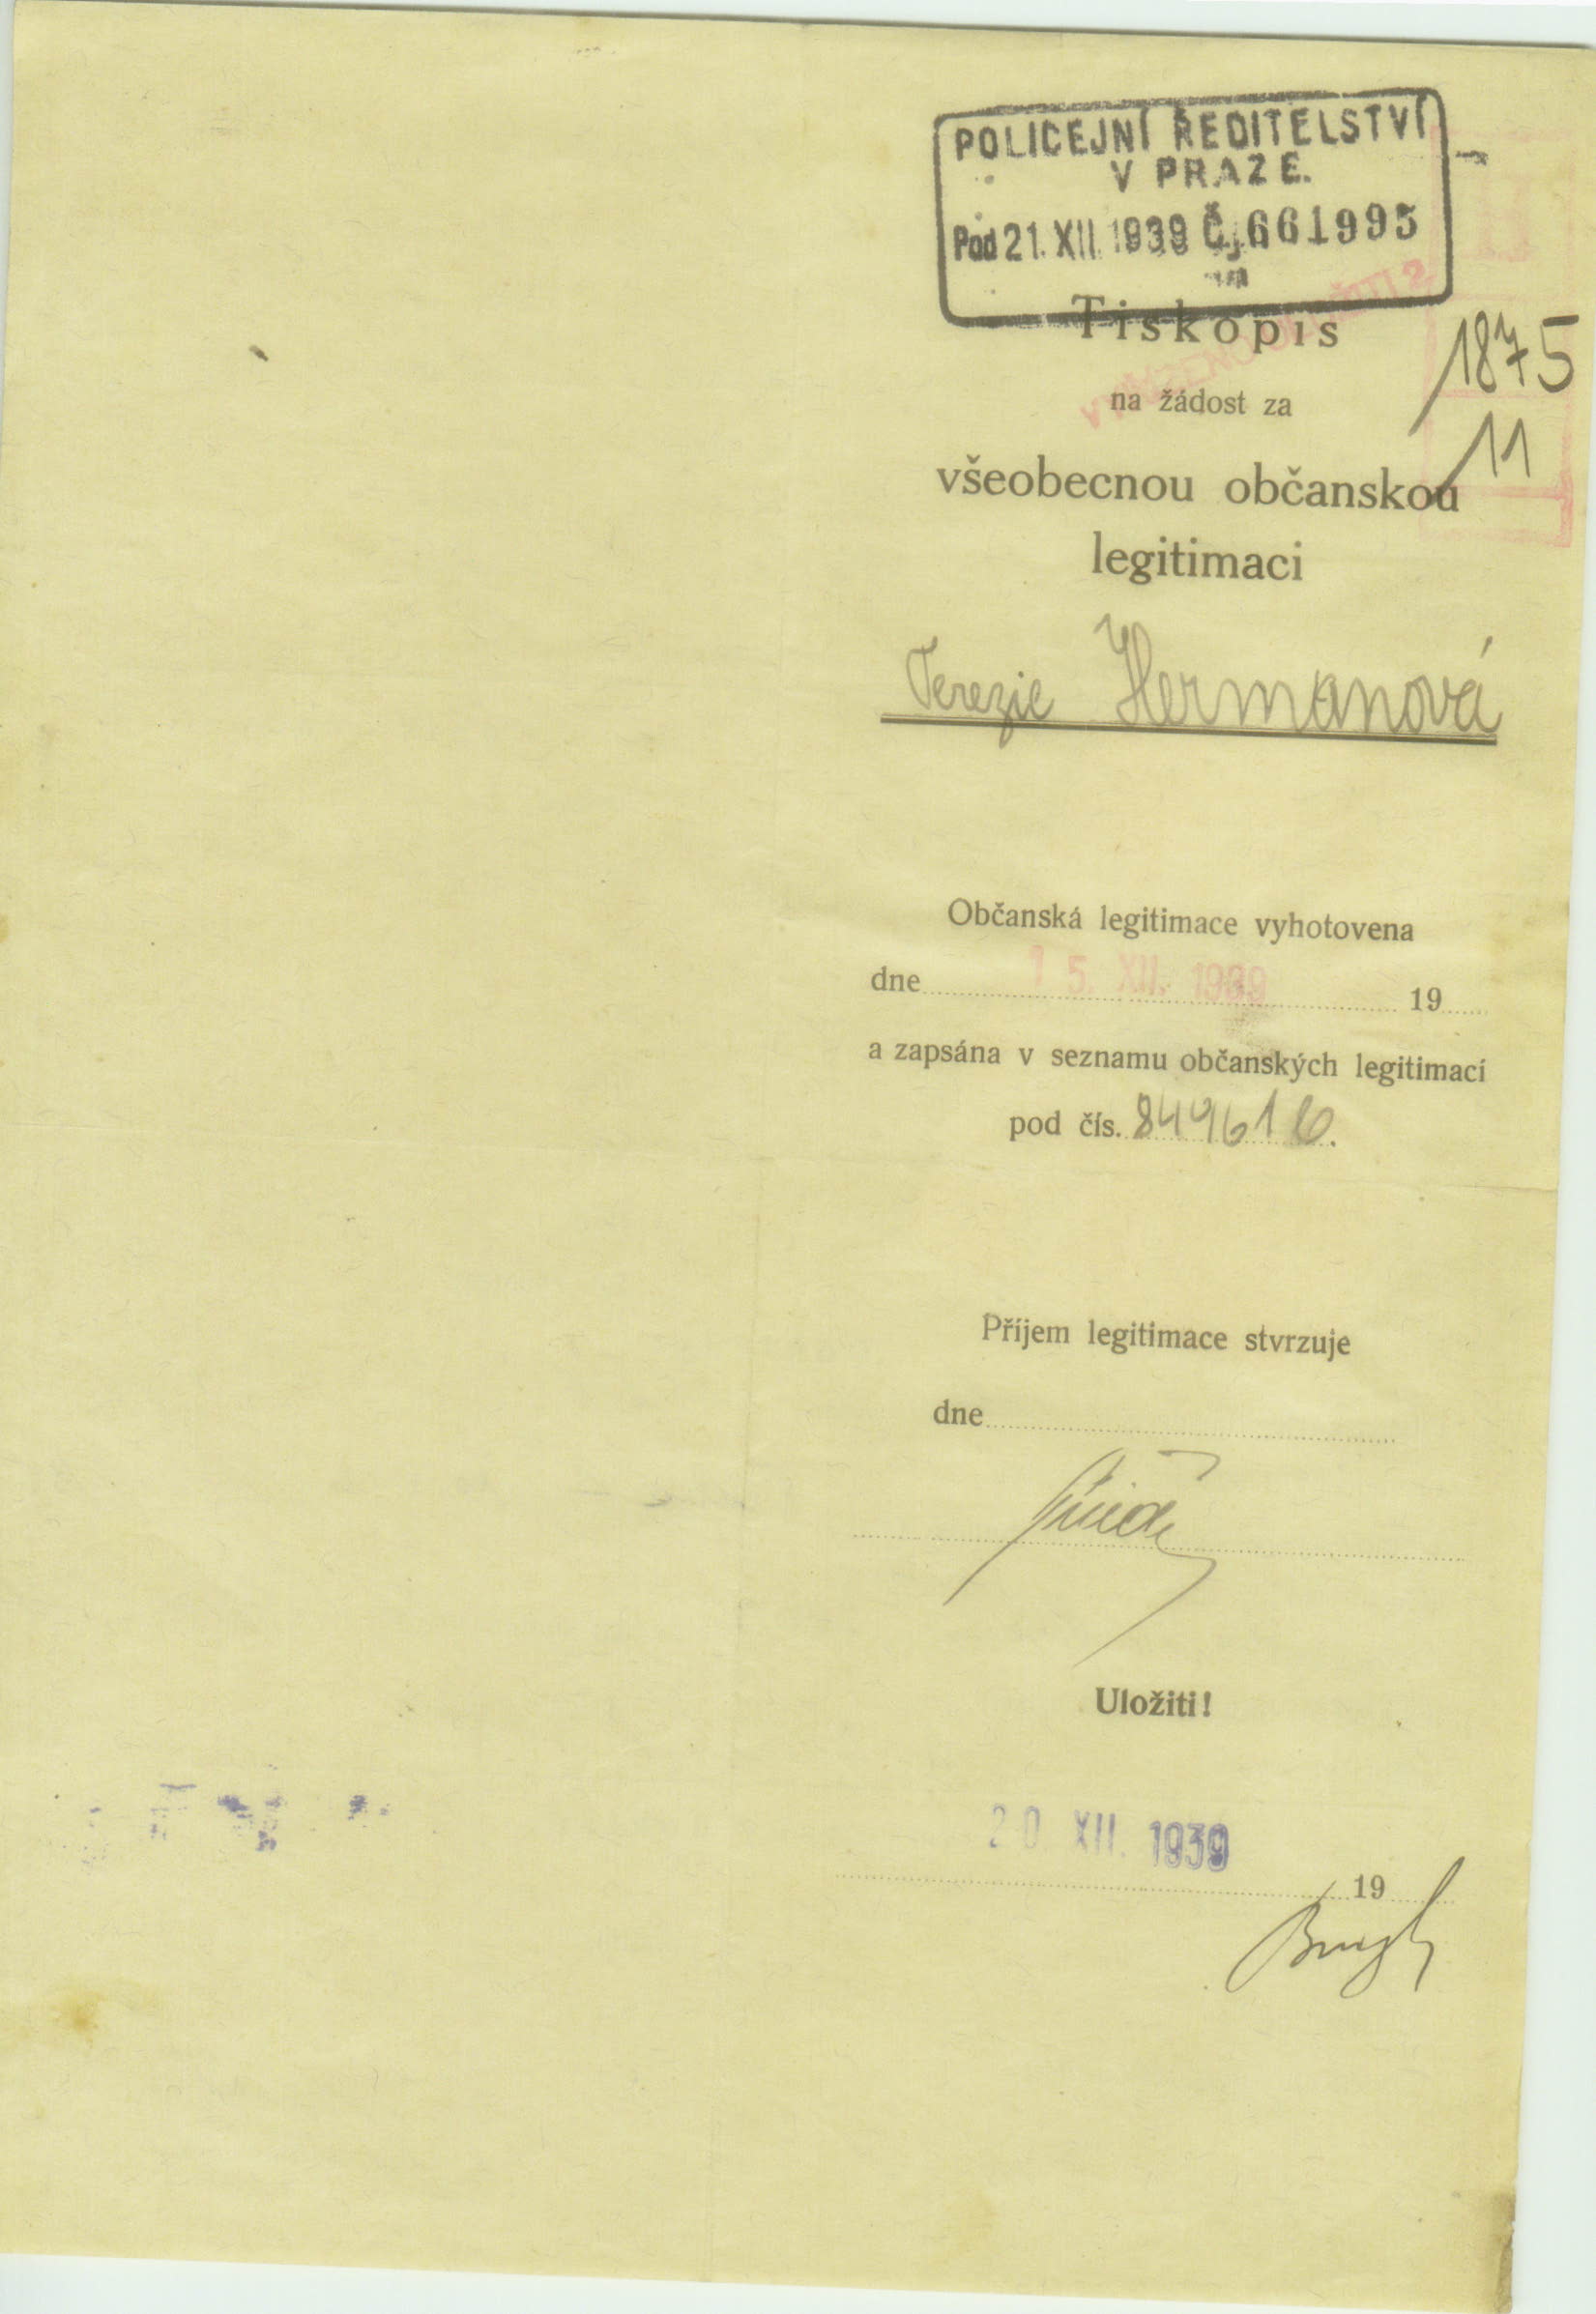 POLICEJNÍ ŘEDITELSTVÍ
V PRAZE.
Pod 21. XII. 1939 Čj. 661995
Tiskopis
1875
na žádost za
11
všeobecnou občanskou
legitimaci
Terezie Hermanová
Občanská legitimace vyhotovena
dne 15. XII. 1939 19
a zapsána v seznamu občanských legitimací
pod čís. 849616.
Příjem legitimace stvrzuje
dne
Uložiti!
20 XII. 1939
19